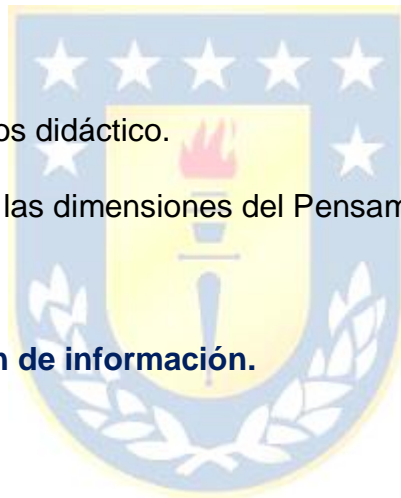 os didáctico.
las dimensiones del Pensam
n de información.